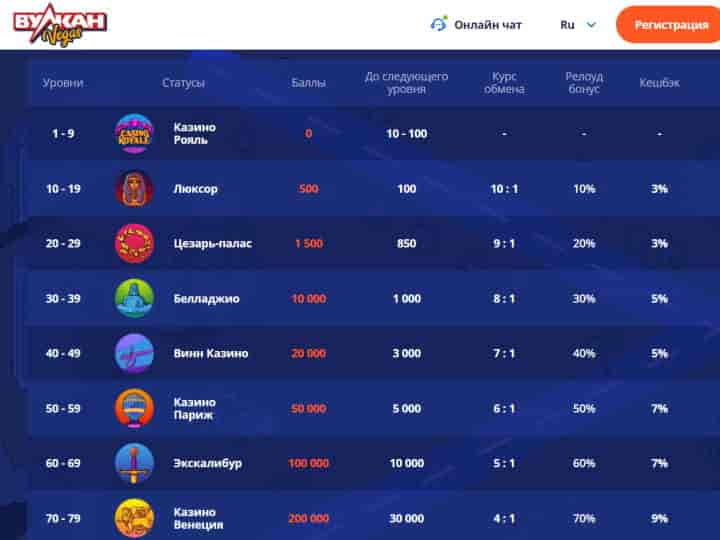 ВУЛКАН
Vegas
Онлайн чат
Ru
Регистрация
Уровни
Статусы
Баллы
До следующего
уровня
Курс
обмена
Релоуд
бонус
Кешбэк
1 - 9
CASINO
ROYALE
Казино
Рояль
0
10 - 100
-
-
-
10 - 19
Люксор
500
100
10 : 1
10%
3%
20 - 29
Цезарь-палас
1 500
850
9 : 1
20%
3%
30 - 39
Белладжио
10 000
1 000
8 : 1
30%
5%
40 - 49
Винн Казино
20 000
3 000
7 : 1
40%
5%
50 - 59
Казино
Париж
50 000
5 000
6 : 1
50%
7%
60 - 69
Экскалибур
100 000
10 000
5 : 1
60%
7%
70 - 79
Казино
Венеция
200 000
30 000
4 : 1
70%
9%